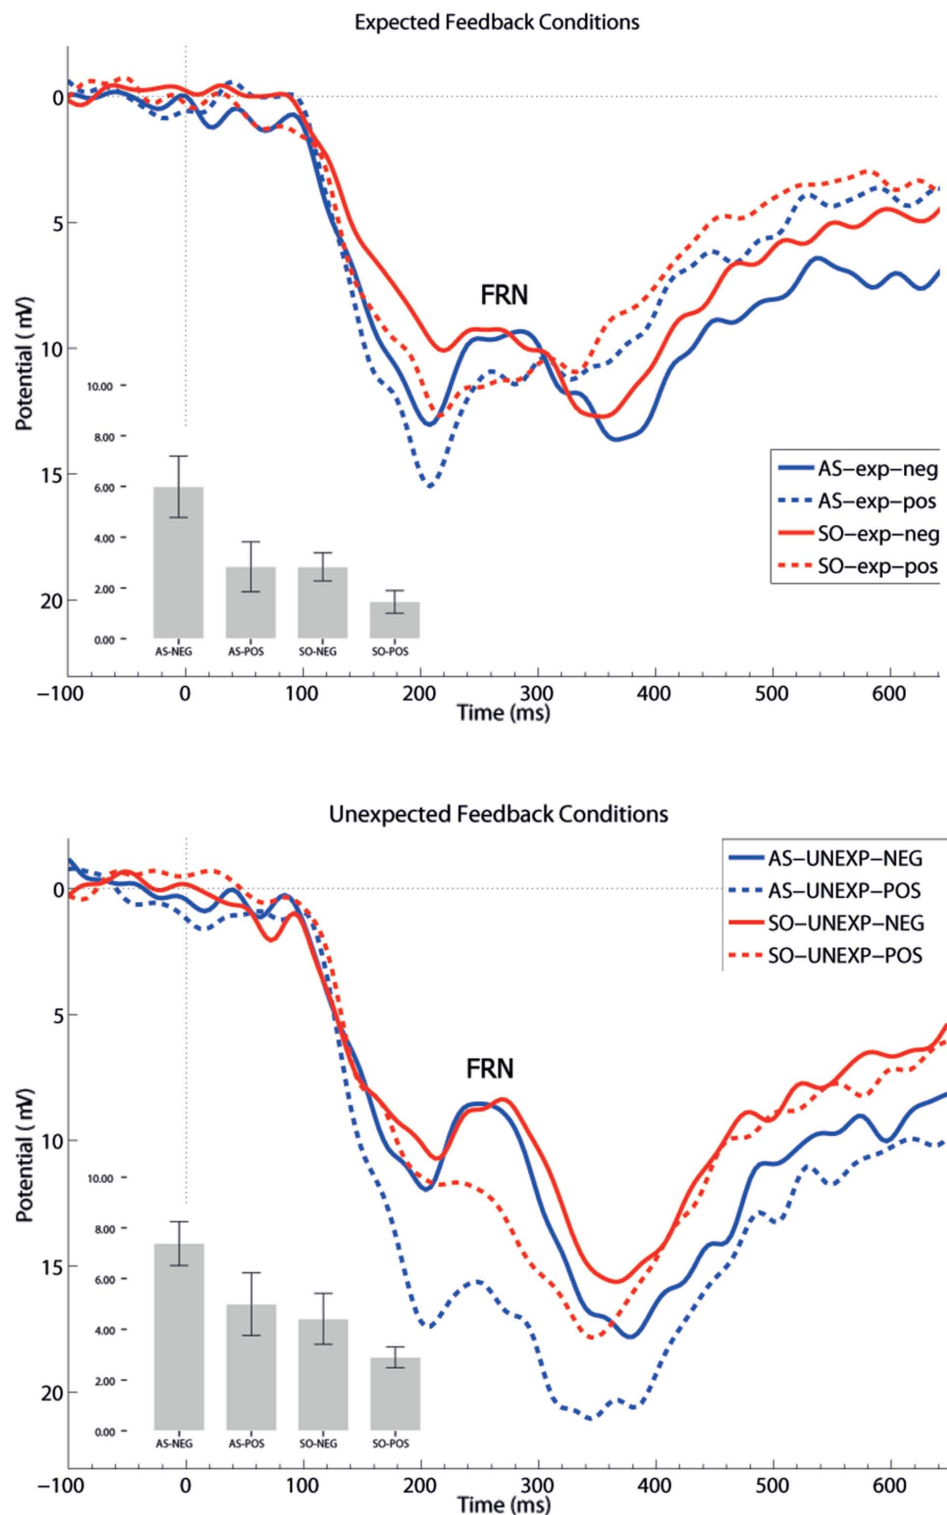 Expected Feedback Conditions
0
5
10
15
20
Potential ( mV)
FRN
10.00
8.00
6.00
4.00
2.00
0.00
AS-NEG AS-POS SO-NEG SO-POS
AS–exp–neg
AS–exp–pos
SO–exp–neg
SO–exp–pos
−100 0 100 200 300 400 500 600
Time (ms)
Unexpected Feedback Conditions
AS–UNEXP–NEG
AS–UNEXP–POS
SO–UNEXP–NEG
SO–UNEXP–POS
0
5
10
15
20
Potential ( mV)
FRN
10.00
8.00
6.00
4.00
2.00
0.00
AS-NEG AS-POS SO-NEG SO-POS
−100 0 100 200 300 400 500 600
Time (ms)